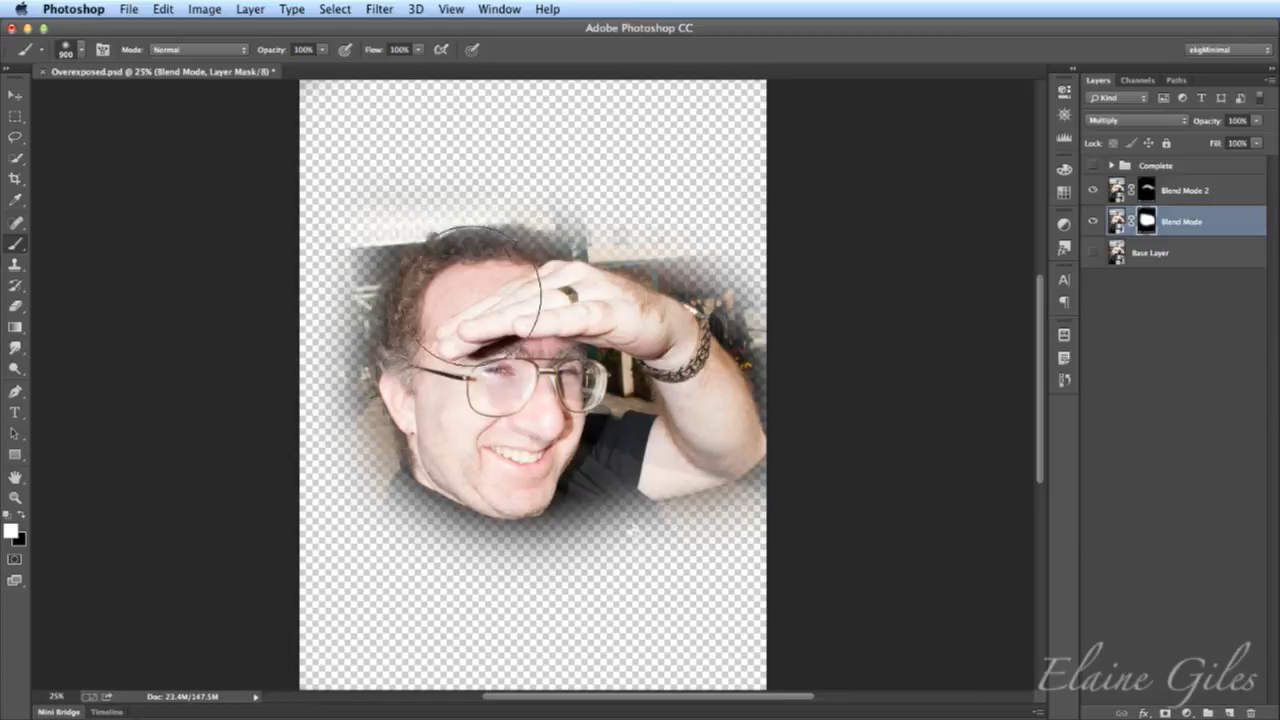 Photoshop File Edit Image Layer Type Select Filter 3D View Window Help
Adobe Photoshop CC
900 Mode: Normal Opacity: 100% Flow: 100% ekgMinimal
Overexposed.psd @ 25% (Blend Mode, Layer Mask/8) *
Layers Channels Paths
Kind
Multiply Opacity: 100%
Lock: Fill: 100%
Complete
Blend Mode 2
Blend Mode
Base Layer
Elaine Giles
25% Doc: 23.4M/147.5M
Mini Bridge Timeline